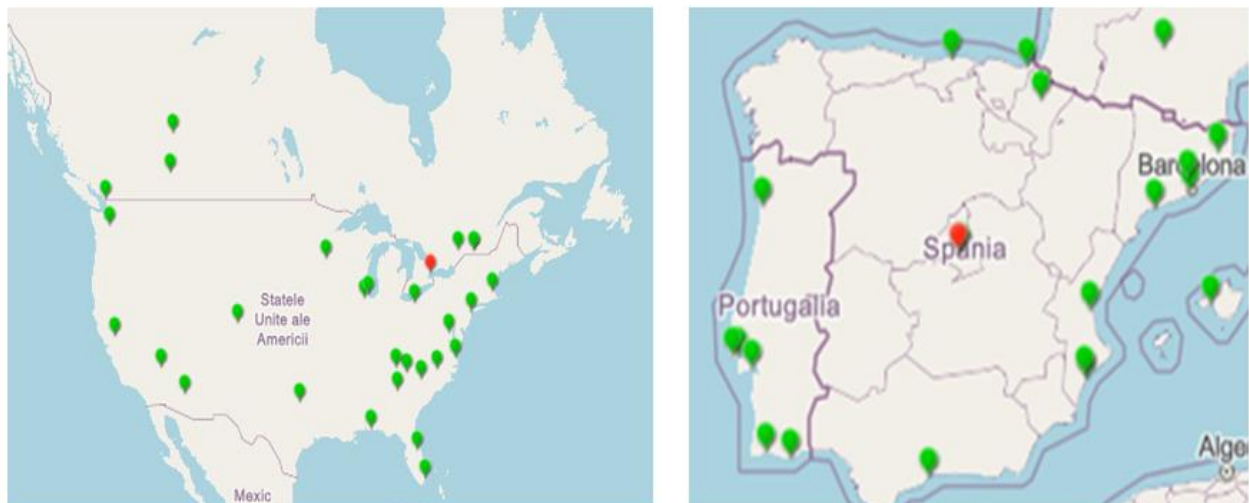 Statele
Unite ale
Americii
Mexic
Barcelona
Spania
Portugalia
Alge